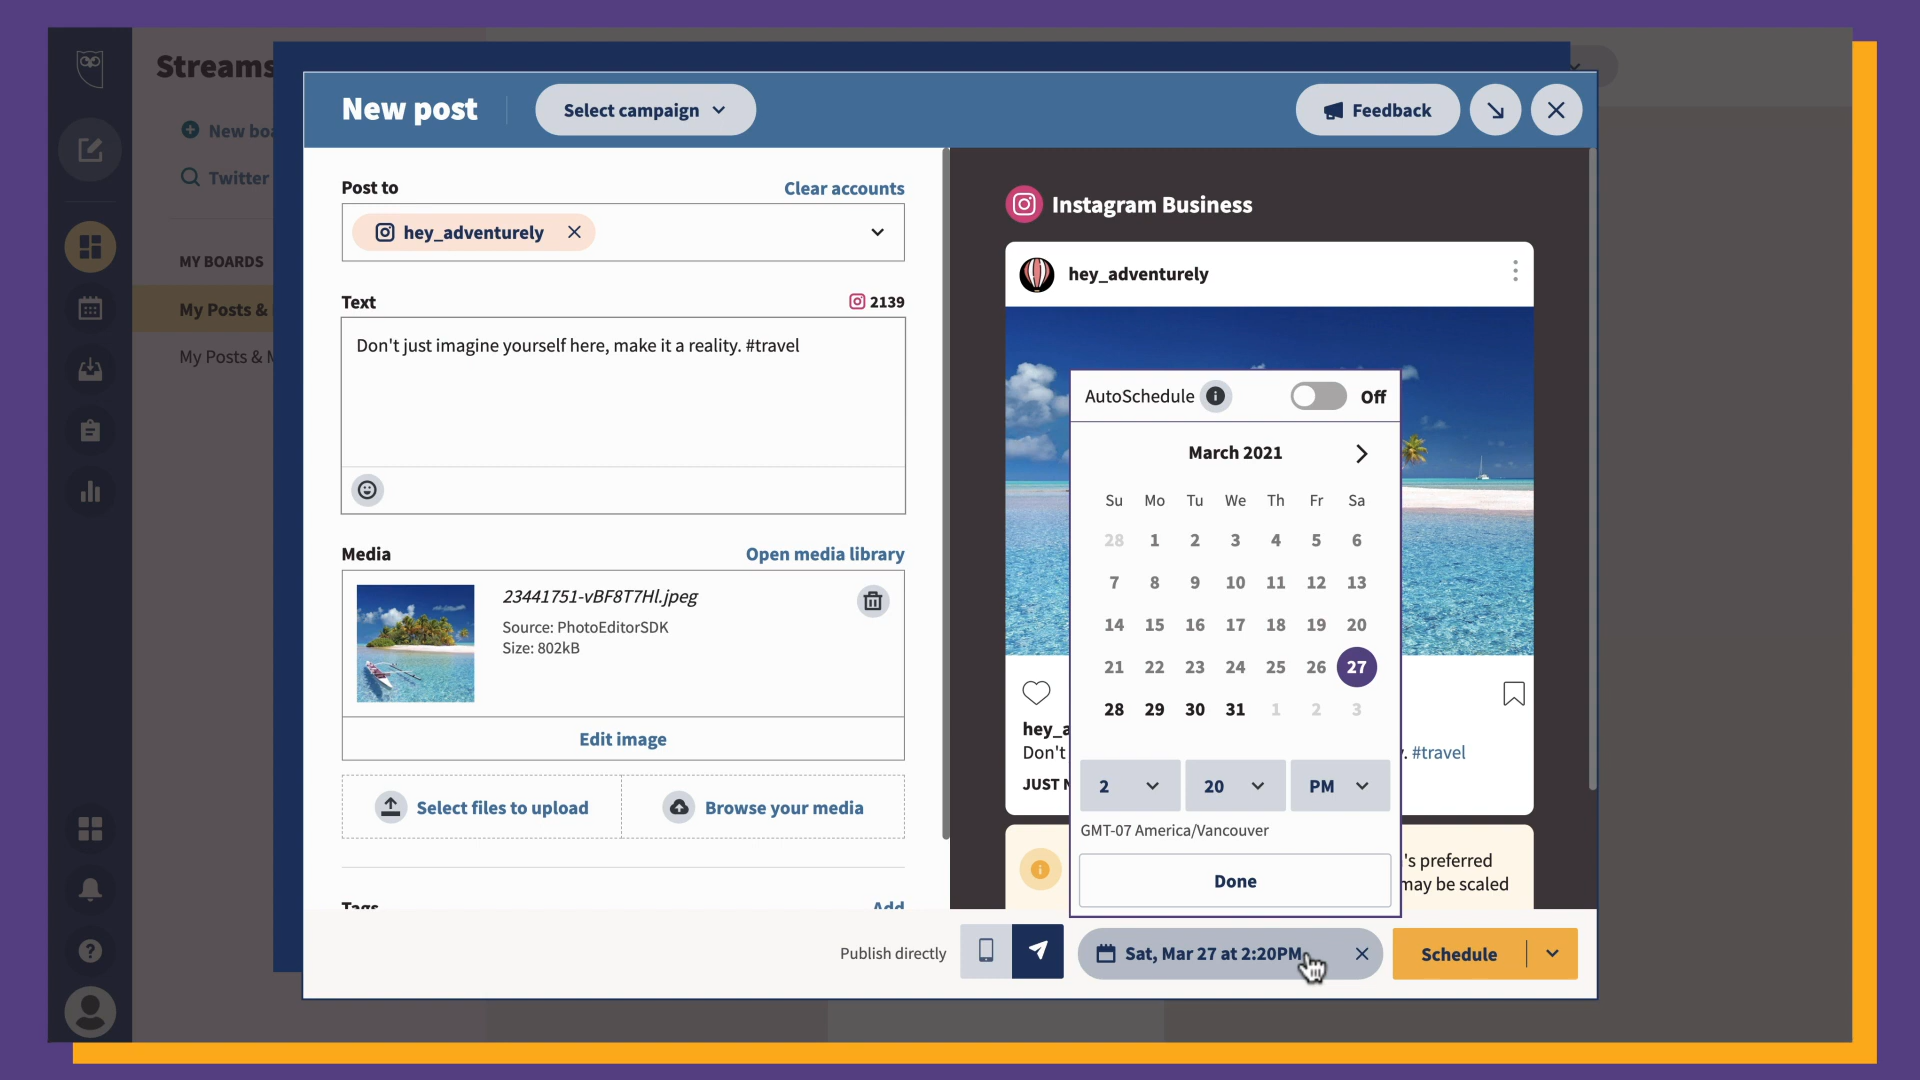 Streams
New boa
Twitter
MY BOARDS
My Posts &
My Posts & M
New post
Select campaign
Feedback
Post to
Clear accounts
hey_adventurely
Text
2139
Don't just imagine yourself here, make it a reality. #travel
Media
Open media library
23441751-vBF8T7Hl.jpeg
Source: PhotoEditorSDK
Size: 802kB
Edit image
Select files to upload
Browse your media
Tags
Add
Instagram Business
hey_adventurely
hey_a
Don't
. #travel
JUST N
's preferred
may be scaled
AutoSchedule
Off
March 2021
Su Mo Tu We Th Fr Sa
28 1 2 3 4 5 6
7 8 9 10 11 12 13
14 15 16 17 18 19 20
21 22 23 24 25 26 27
28 29 30 31 1 2 3
2 20 PM
GMT-07 America/Vancouver
Done
Publish directly
Sat, Mar 27 at 2:20PM
Schedule